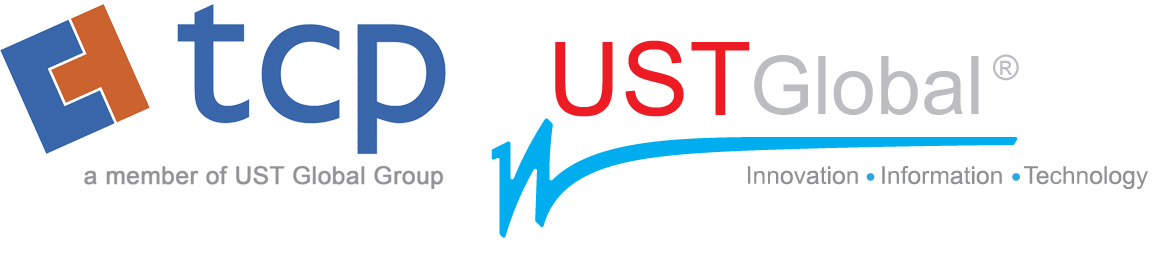 tcp
a member of UST Global Group
USTGlobal®
Innovation • Information • Technology